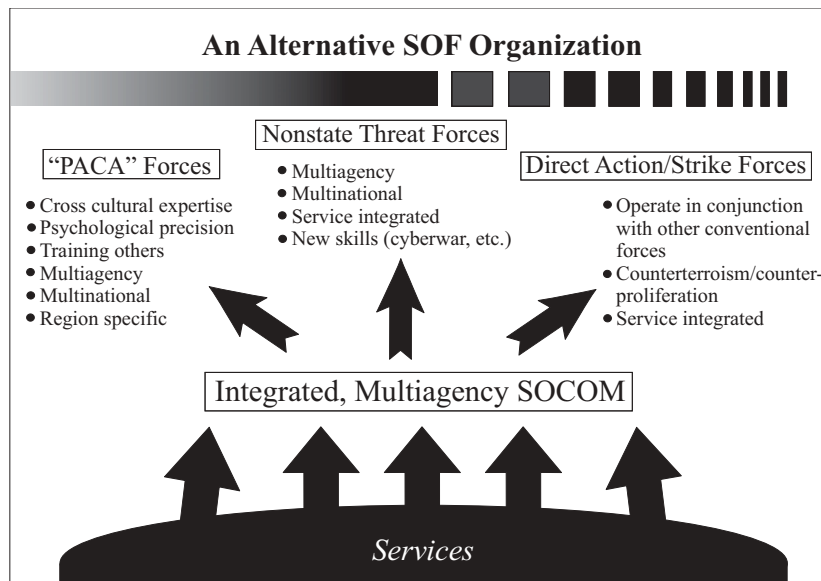 An Alternative SOF Organization
"PACA" Forces
● Cross cultural expertise
● Psychological precision
● Training others
● Multiagency
● Multinational
● Region specific
Nonstate Threat Forces
● Multiagency
● Multinational
● Service integrated
● New skills (cyberwar, etc.)
Direct Action/Strike Forces
● Operate in conjunction
with other conventional
forces
● Counterterroism/counter-
proliferation
● Service integrated
Integrated, Multiagency SOCOM
Services